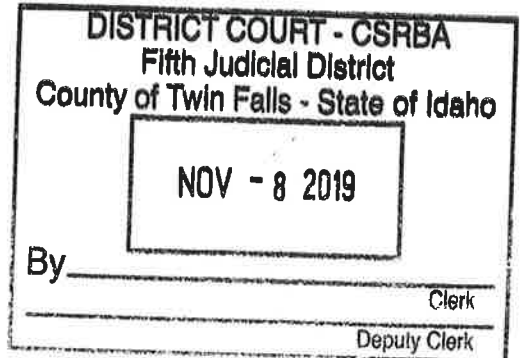 DISTRICT COURT - CSRBA
Fifth Judicial District
County of Twin Falls - State of Idaho
NOV - 8 2019
By
Clerk
Deputy Clerk